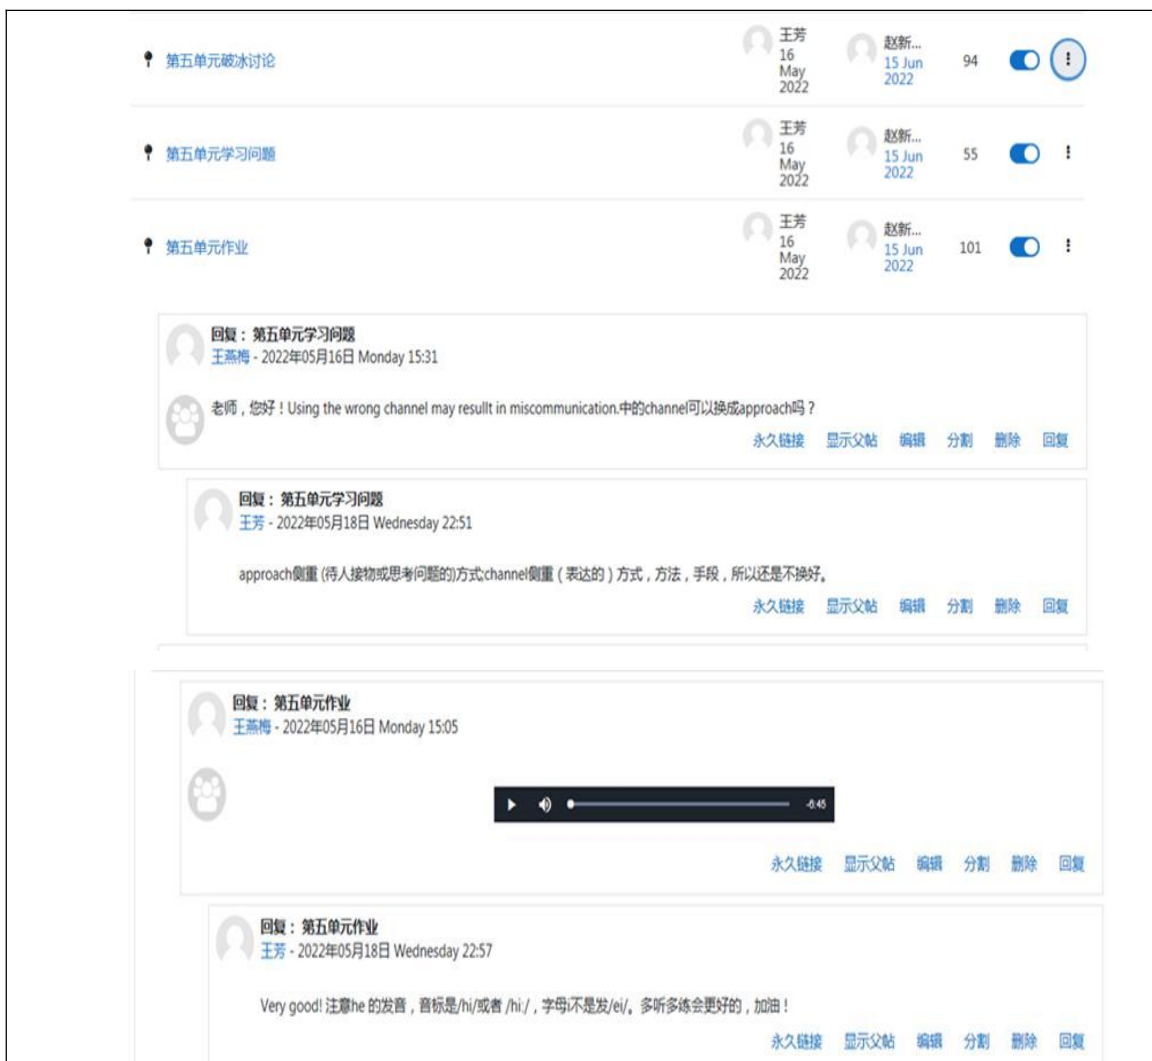 第五单元破冰讨论
王芳
16
May
2022
赵新...
15 Jun
2022
94
第五单元学习问题
王芳
16
May
2022
赵新...
15 Jun
2022
55
第五单元作业
王芳
16
May
2022
赵新...
15 Jun
2022
101
回复：第五单元学习问题
王燕梅 - 2022年05月16日 Monday 15:31
老师，您好！Using the wrong channel may resullt in miscommunication.中的channel可以换成approach吗？
永久链接 显示父帖 编辑 分割 删除 回复
回复：第五单元学习问题
王芳 - 2022年05月18日 Wednesday 22:51
approach侧重 (待人接物或思考问题的)方式;channel侧重（表达的）方式，方法，手段，所以还是不换好。
永久链接 显示父帖 编辑 分割 删除 回复
回复：第五单元作业
王燕梅 - 2022年05月16日 Monday 15:05
-6:45
永久链接 显示父帖 编辑 分割 删除 回复
回复：第五单元作业
王芳 - 2022年05月18日 Wednesday 22:57
Very good! 注意he 的发音，音标是/hi/或者 /hi:/，字母i不是发/ei/。多听多练会更好的，加油！
永久链接 显示父帖 编辑 分割 删除 回复